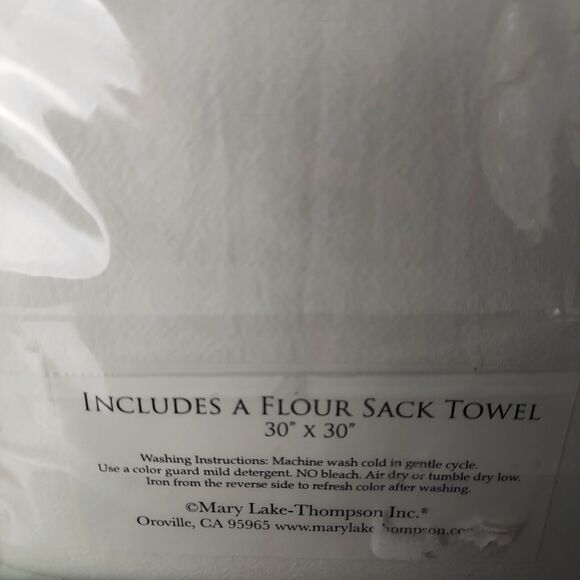 INCLUDES A FLOUR SACK TOWEL
30" X 30"
Washing Instructions: Machine wash cold in gentle cycle.
Use a color guard mild detergent. NO bleach. Air dry or tumble dry low.
Iron from the reverse side to refresh color after washing.
©Mary Lake-Thompson Inc.®
Oroville, CA 95965